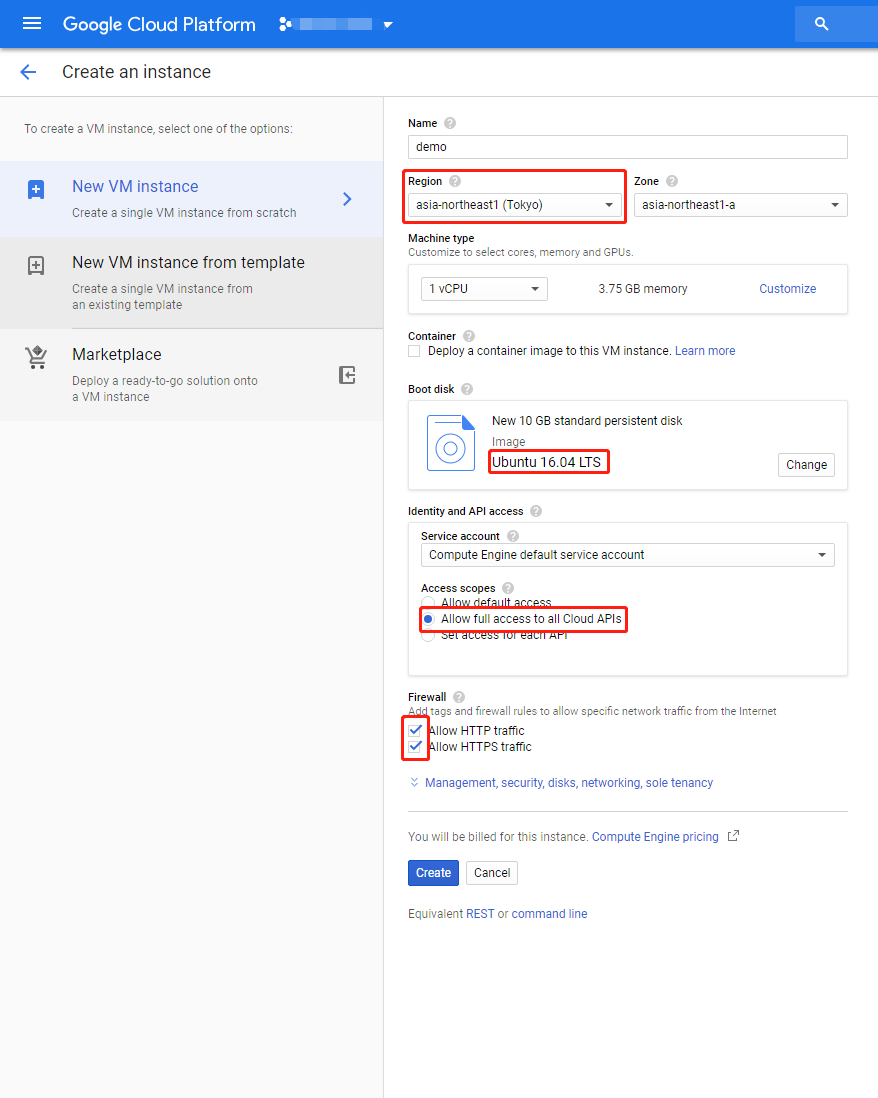 Google Cloud Platform
Create an instance
To create a VM instance, select one of the options:
New VM instance
Create a single VM instance from scratch
New VM instance from template
Create a single VM instance from
an existing template
Marketplace
Deploy a ready-to-go solution onto
a VM instance
Name
demo
Region
asia-northeast1 (Tokyo)
Zone
asia-northeast1-a
Machine type
Customize to select cores, memory and GPUs.
1 vCPU
3.75 GB memory
Customize
Container
Deploy a container image to this VM instance. Learn more
Boot disk
New 10 GB standard persistent disk
Image
Ubuntu 16.04 LTS
Change
Identity and API access
Service account
Compute Engine default service account
Access scopes
Allow default access
Allow full access to all Cloud APIs
Set access for each API
Firewall
Add tags and firewall rules to allow specific network traffic from the Internet
Allow HTTP traffic
Allow HTTPS traffic
Management, security, disks, networking, sole tenancy
You will be billed for this instance. Compute Engine pricing
Create
Cancel
Equivalent REST or command line